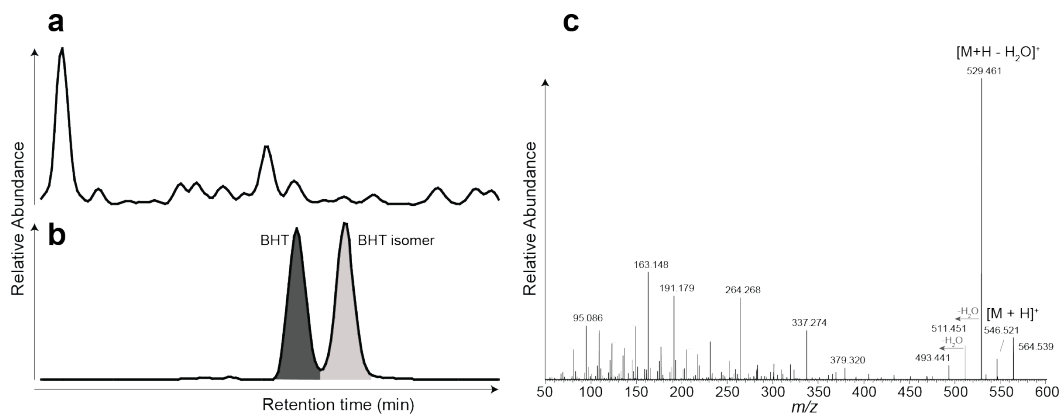 a
c
[M+H - H2O]+
529.461
Relative Abundance
b
BHT
BHT isomer
Relative Abundance
Retention time (min)
Relative Abundance
163.148
191.179
264.268
95.086
337.274
379.320
-H2O
511.451
-H2O
493.441
[M + H]+
546.521
564.539
50 100 150 200 250 300 350 400 450 500 550 600
m/z